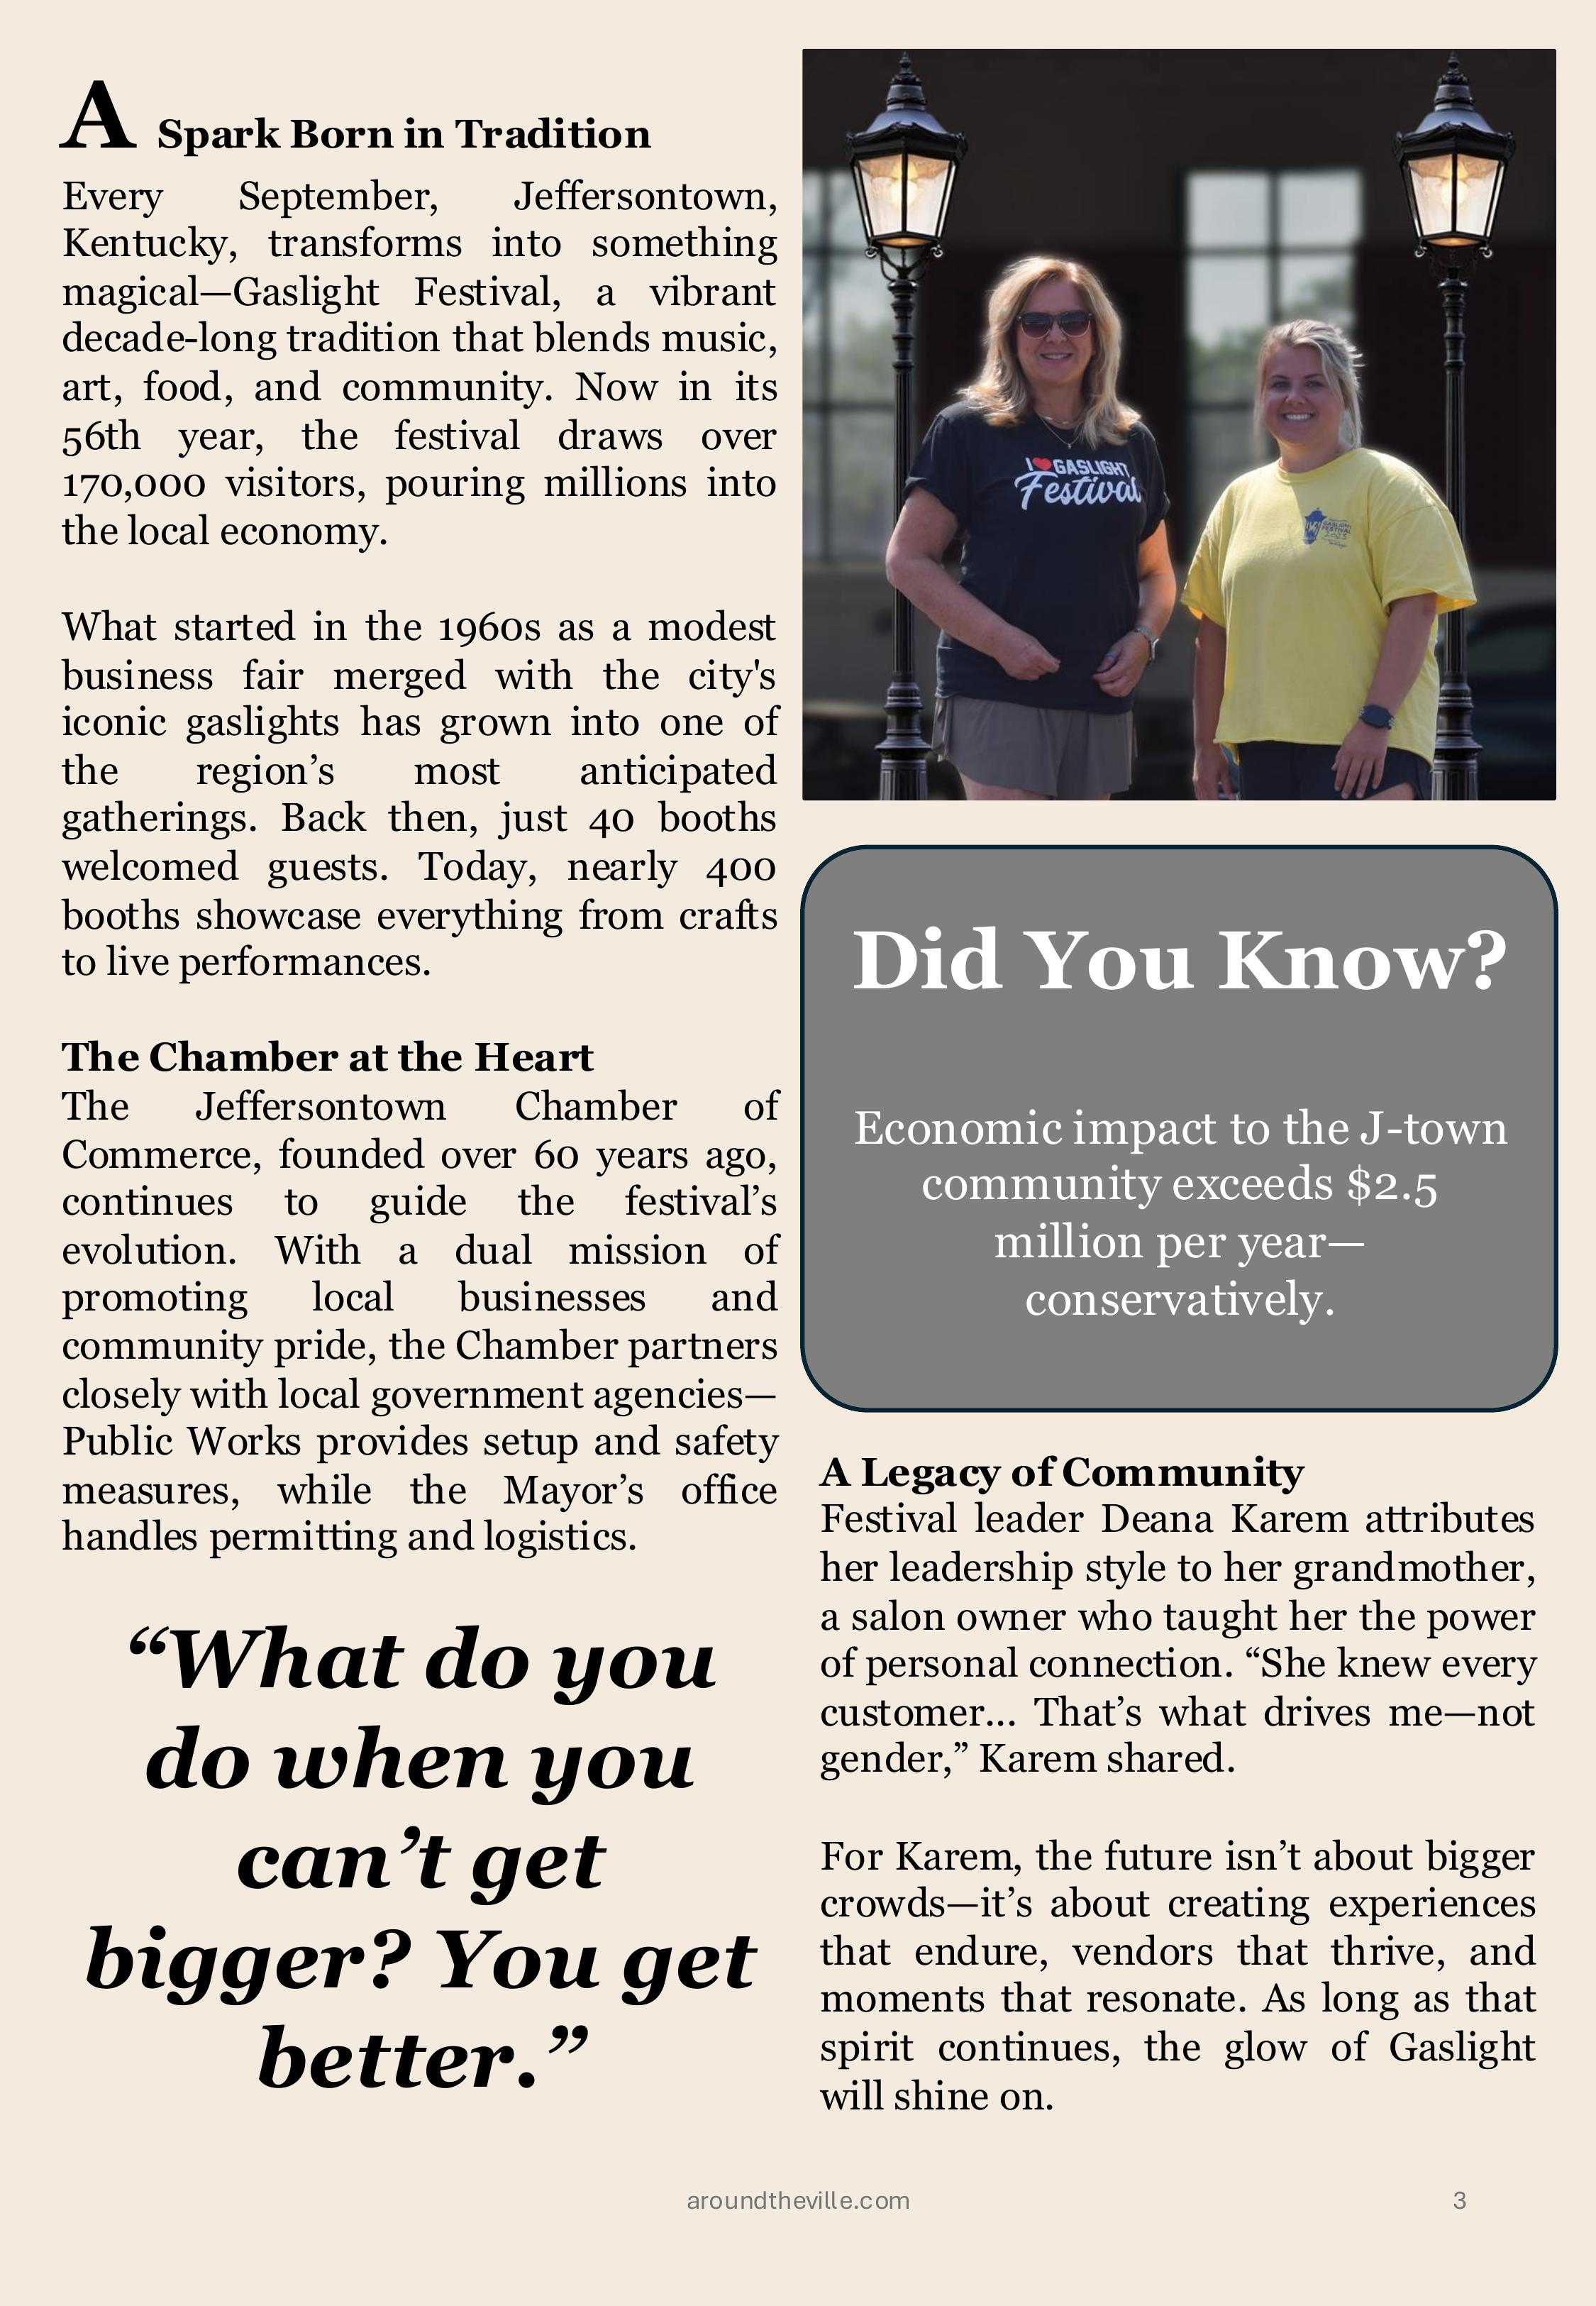 A Spark Born in Tradition
Every September, Jeffersontown,
Kentucky, transforms into something
magical—Gaslight Festival, a vibrant
decade-long tradition that blends music,
art, food, and community. Now in its
56th year, the festival draws over
170,000 visitors, pouring millions into
the local economy.
What started in the 1960s as a modest
business fair merged with the city's
iconic gaslights has grown into one of
the region’s most anticipated
gatherings. Back then, just 40 booths
welcomed guests. Today, nearly 400
booths showcase everything from crafts
to live performances.
The Chamber at the Heart
The Jeffersontown Chamber of
Commerce, founded over 60 years ago,
continues to guide the festival’s
evolution. With a dual mission of
promoting local businesses and
community pride, the Chamber partners
closely with local government agencies—
Public Works provides setup and safety
measures, while the Mayor’s office
handles permitting and logistics.
“What do you
do when you
can’t get
bigger? You get
better.”
I❤GASLIGHT
Festival
GASLIGHT
FESTIVAL
2025
Did You Know?
Economic impact to the J-town
community exceeds $2.5
million per year—
conservatively.
A Legacy of Community
Festival leader Deana Karem attributes
her leadership style to her grandmother,
a salon owner who taught her the power
of personal connection. “She knew every
customer... That’s what drives me—not
gender,” Karem shared.
For Karem, the future isn’t about bigger
crowds—it’s about creating experiences
that endure, vendors that thrive, and
moments that resonate. As long as that
spirit continues, the glow of Gaslight
will shine on.
aroundtheville.com
3